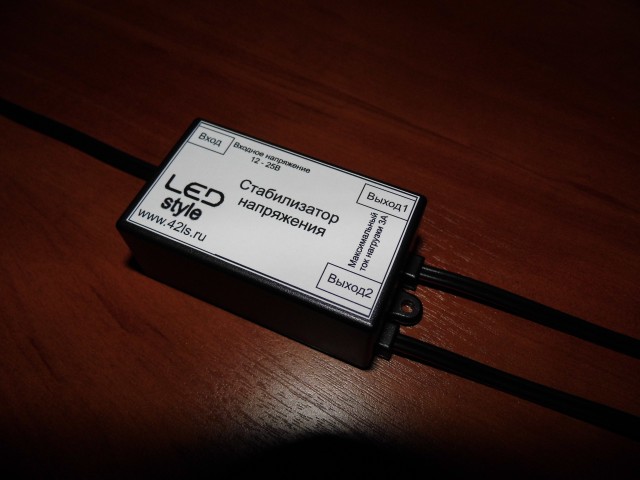 Вход
Входное напряжение
12 - 25В
LED
style
www.42ls.ru
Стабилизатор
напряжения
Выход1
Максимальный
ток нагрузки 3А
Выход2